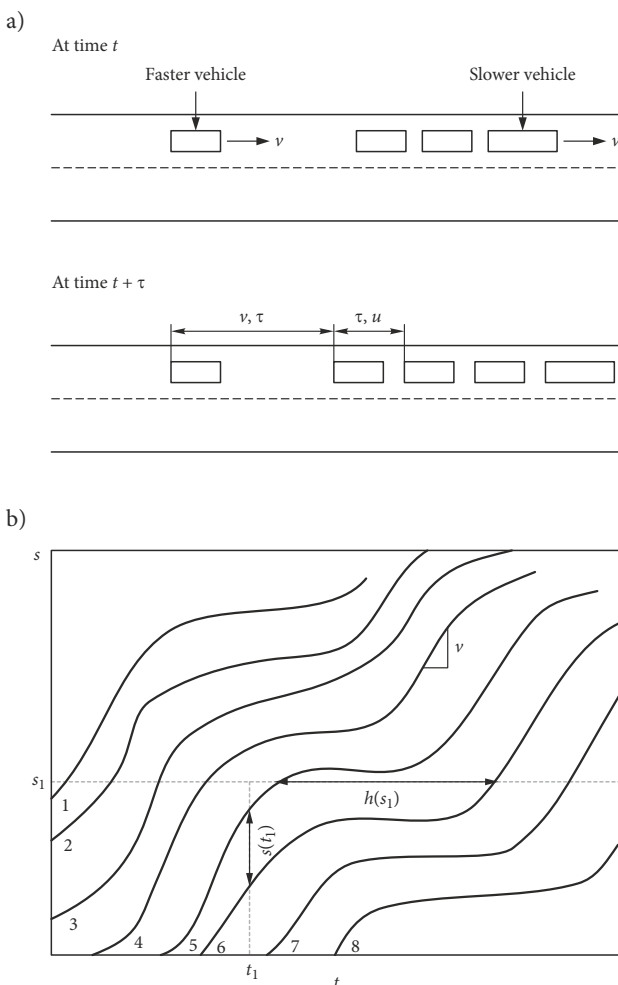 a)
At time t
Faster vehicle
Slower vehicle
v
v
At time t + τ
v, τ
τ, u
b)
s
v
s1
h(s1)
s(t1)
1
2
3
4
5
6
7
8
t1
t